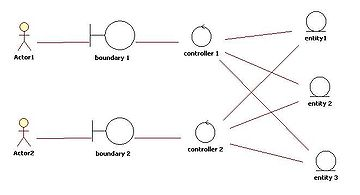 Actor1
boundary 1
controller 1
entity1
entity 2
Actor2
boundary 2
controller 2
entity 3